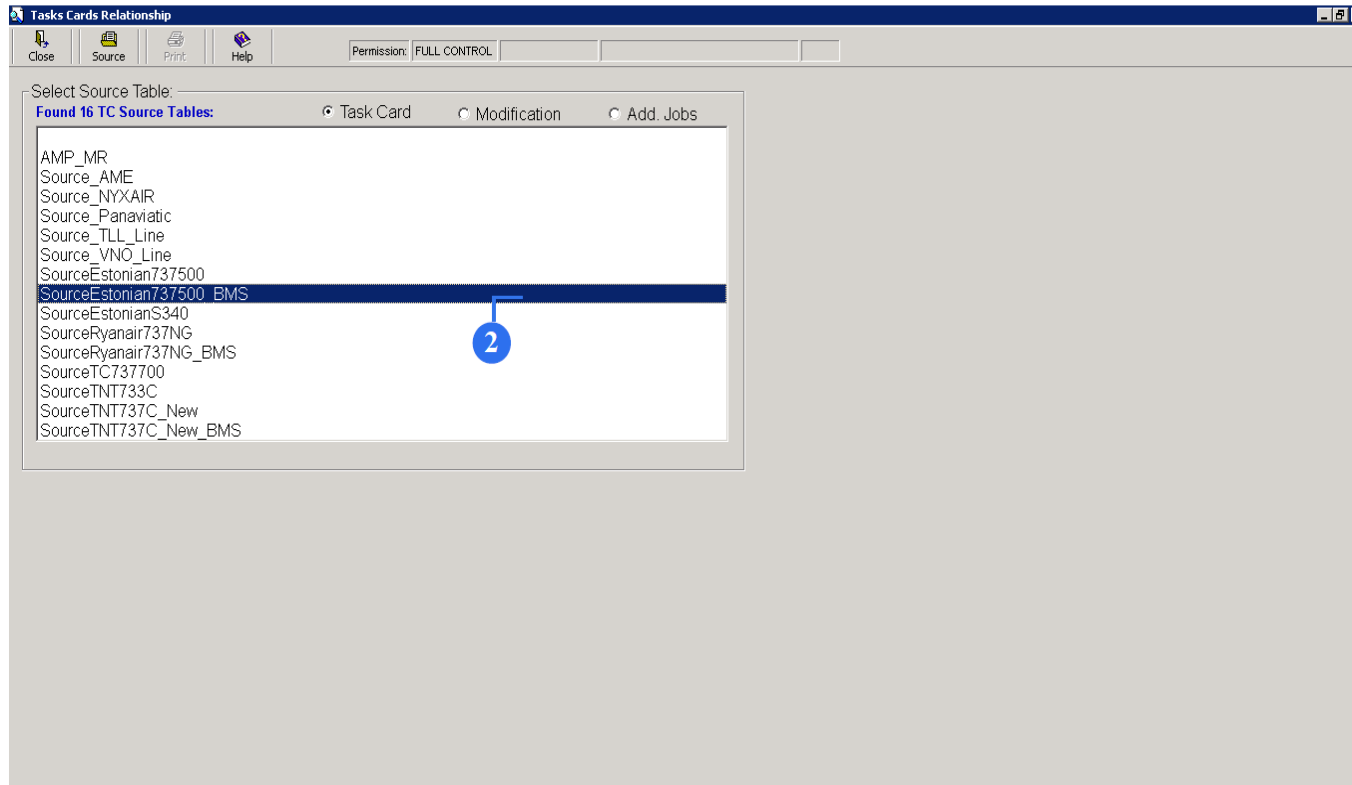 Tasks Cards Relationship
Close Source Print Help Permission: FULL CONTROL
Select Source Table:
Found 16 TC Source Tables: Task Card Modification Add. Jobs
AMP_MR
Source_AME
Source_NYXAIR
Source_Panaviatic
Source_TLL_Line
Source_VNO_Line
SourceEstonian737500
SourceEstonian737500_BMS
SourceEstonianS340
SourceRyanair737NG
2
SourceRyanair737NG_BMS
SourceTC737700
SourceTNT733C
SourceTNT737C_New
SourceTNT737C_New_BMS